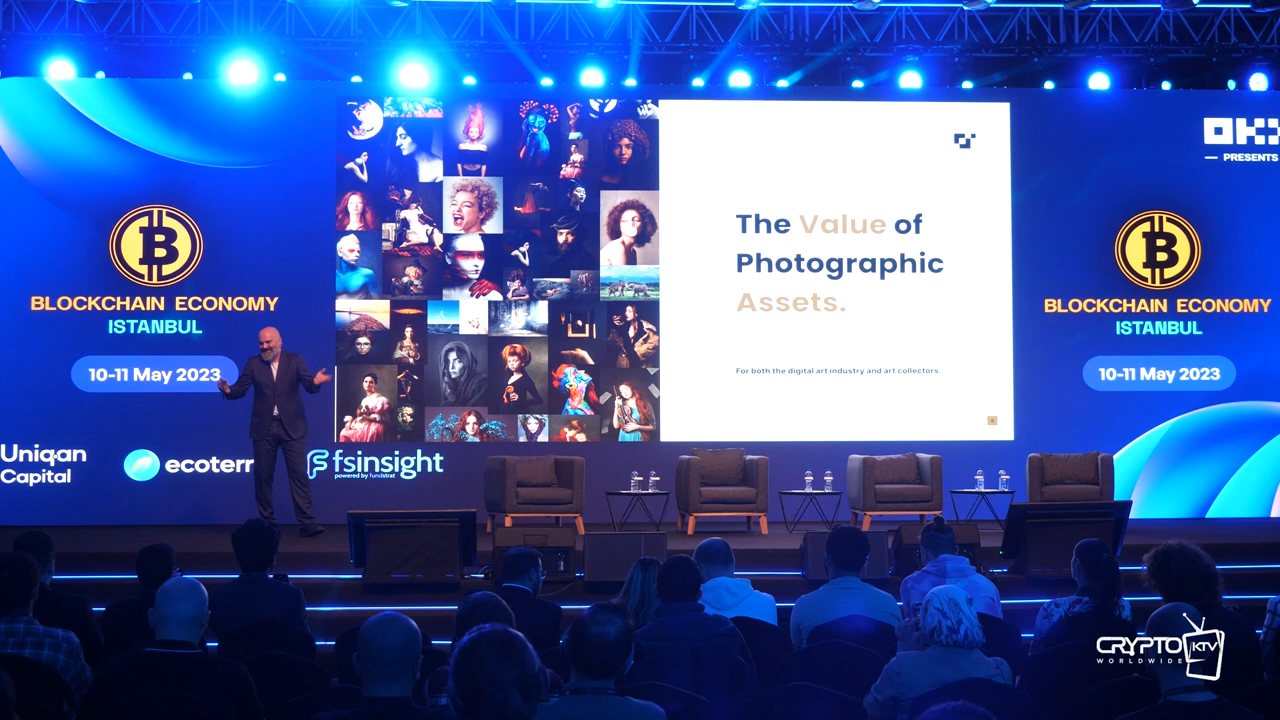 BLOCKCHAIN ECONOMY
ISTANBUL
10-11 May 2023
Uniqan
Capital
ecoterr
fsinsight
powered by fundstrat
The Value of
Photographic
Assets.
For both the digital art industry and art collectors.
OK
PRESENTS
BLOCKCHAIN ECONOMY
ISTANBUL
10-11 May 2023
CRYPTO KTV
WORLDWIDE